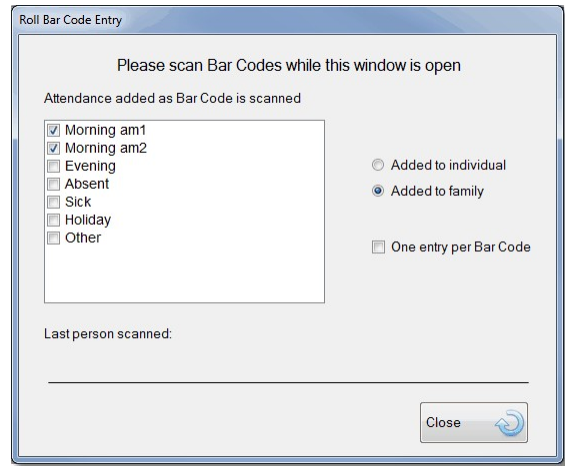 Roll Bar Code Entry
Please scan Bar Codes while this window is open
Attendance added as Bar Code is scanned
Morning am1
Morning am2
Evening
Absent
Sick
Holiday
Other
Added to individual
Added to family
One entry per Bar Code
Last person scanned:
Close